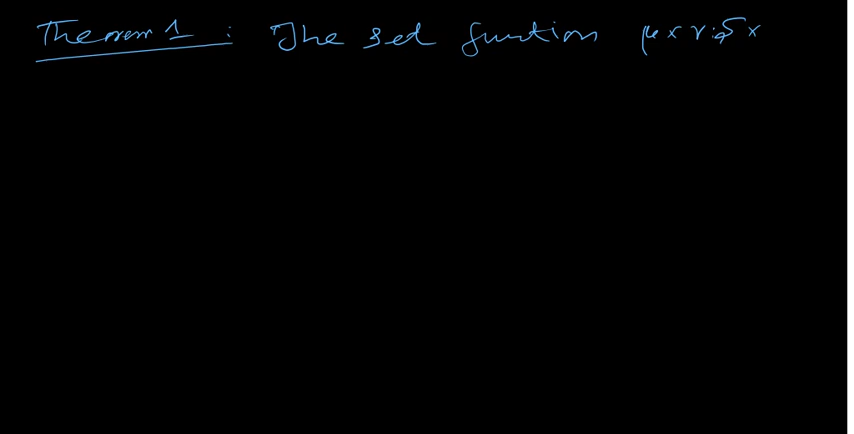 Theorem 1 : The set function μ × ν : S ×